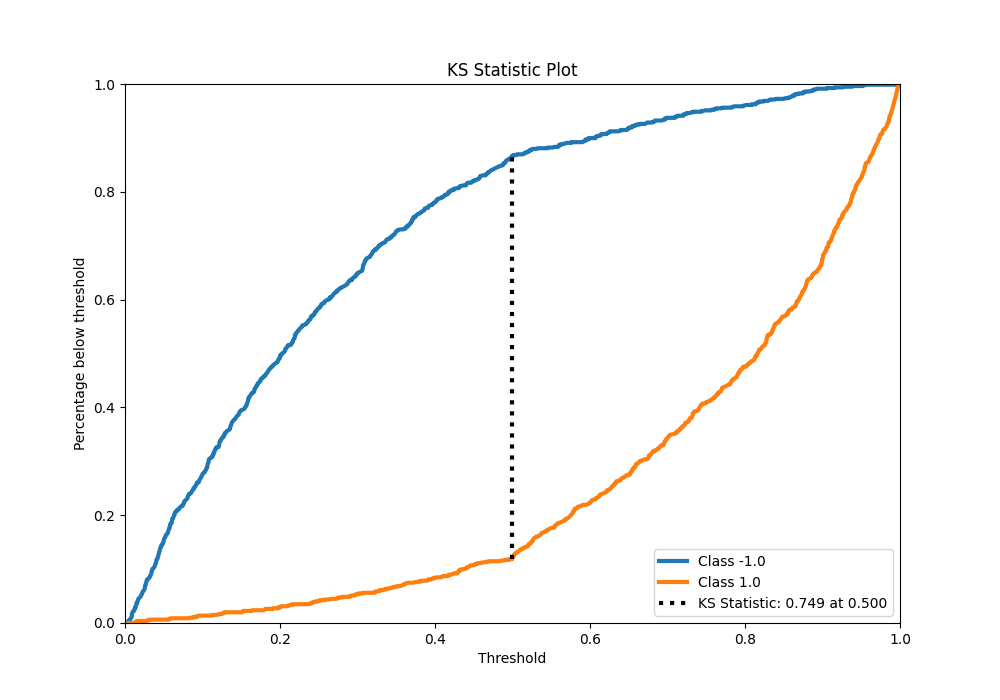 KS Statistic Plot
1.0
0.8
0.6
0.4
0.2
0.0
Percentage below threshold
0.0 0.2 0.4 0.6 0.8 1.0
Threshold
Class -1.0
Class 1.0
KS Statistic: 0.749 at 0.500